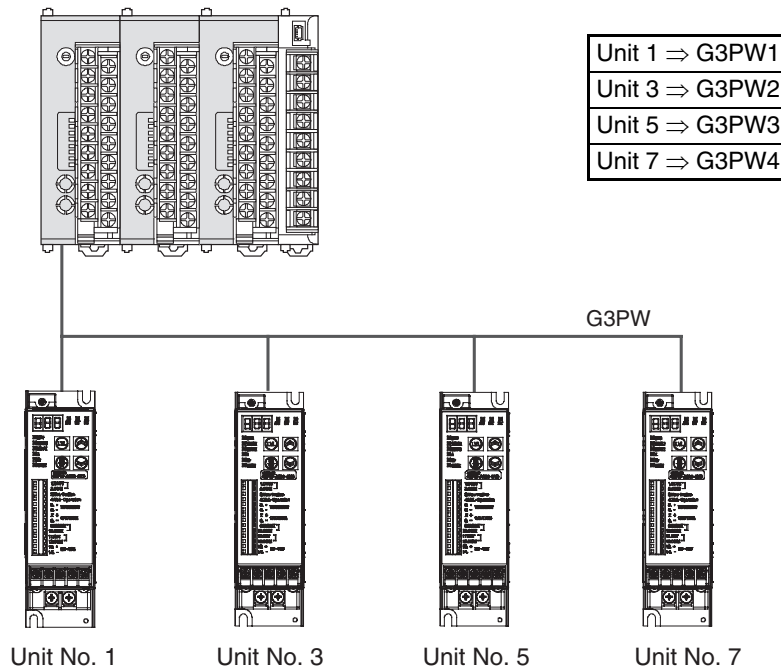 Unit 1 ⇒ G3PW1
Unit 3 ⇒ G3PW2
Unit 5 ⇒ G3PW3
Unit 7 ⇒ G3PW4
G3PW
Unit No. 1
Unit No. 3
Unit No. 5
Unit No. 7